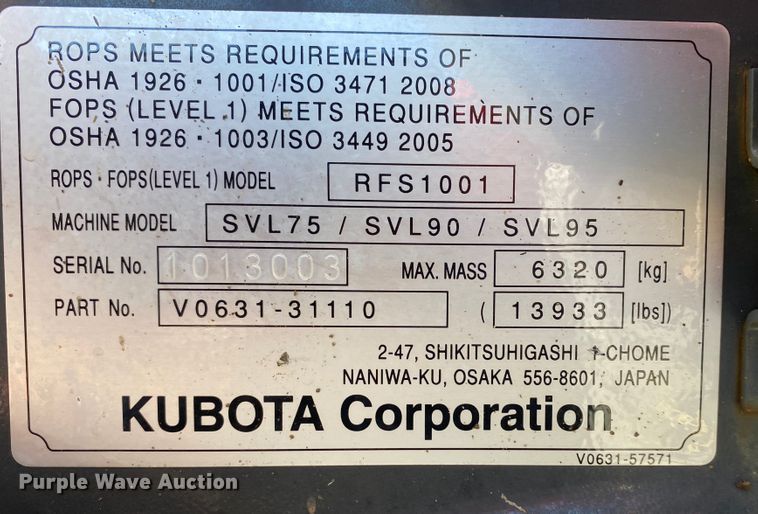 ROPS MEETS REQUIREMENTS OF
OSHA 1926・1001/ISO 3471 2008
FOPS (LEVEL 1) MEETS REQUIREMENTS OF
OSHA 1926・1003/ISO 3449 2005
ROPS・FOPS(LEVEL 1) MODEL RFS1001
MACHINE MODEL SVL75 / SVL90 / SVL95
SERIAL No. 1013003 MAX. MASS 6320 [kg]
PART No. V0631-31110 ( 13933 [lbs])
2-47, SHIKITSUHIGASHI 1-CHOME
NANIWA-KU, OSAKA 556-8601, JAPAN
KUBOTA Corporation
V0631-57571
Purple Wave Auction